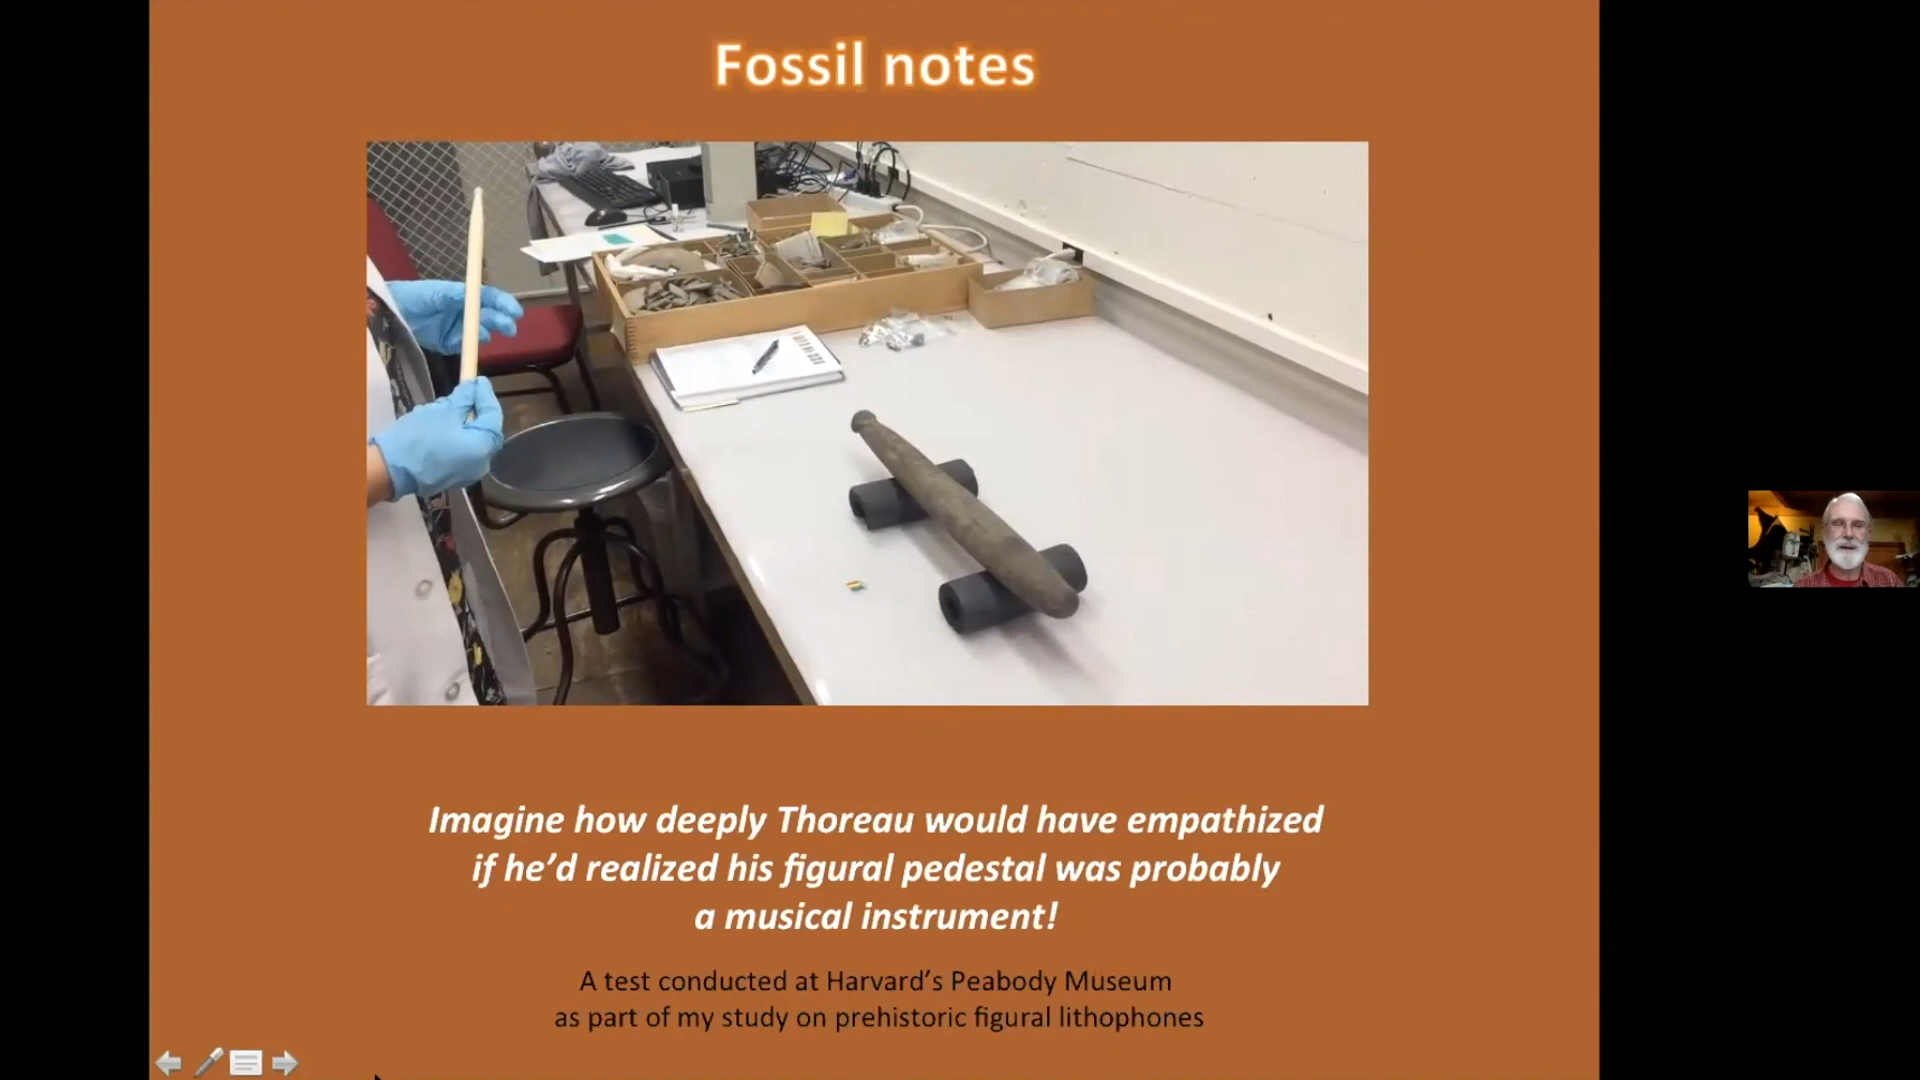 Fossil notes
Imagine how deeply Thoreau would have empathized
if he’d realized his figural pedestal was probably
a musical instrument!
A test conducted at Harvard’s Peabody Museum
as part of my study on prehistoric figural lithophones